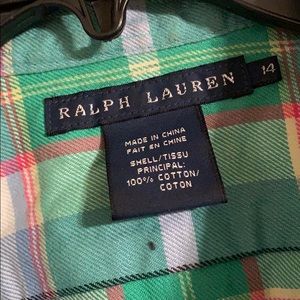 RALPH LAUREN
14
MADE IN CHINA
FAIT EN CHINE
SHELL/TISSU
PRINCIPAL:
100% COTTON/
COTON